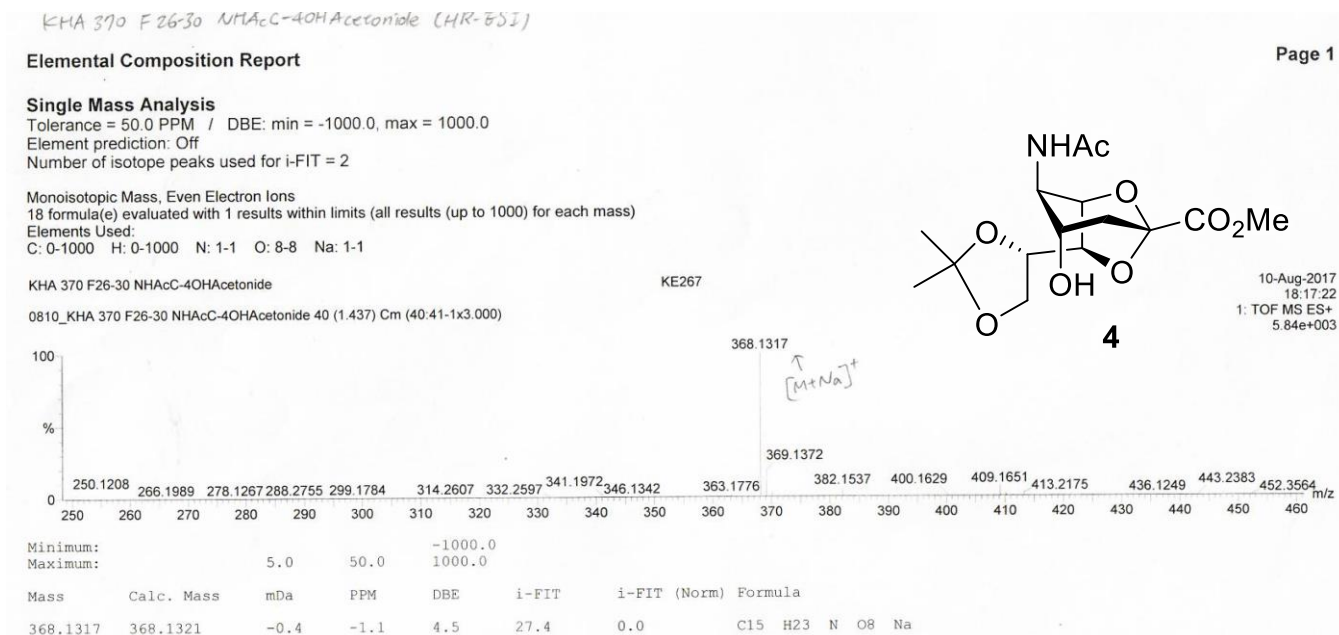 KHA 370 F26-30 NHAcC-4OHAcetonide (HR-ESI)
Elemental Composition Report
Page 1
Single Mass Analysis
Tolerance = 50.0 PPM / DBE: min = -1000.0, max = 1000.0
Element prediction: Off
Number of isotope peaks used for i-FIT = 2
Monoisotopic Mass, Even Electron Ions
18 formula(e) evaluated with 1 results within limits (all results (up to 1000) for each mass)
Elements Used:
C: 0-1000 H: 0-1000 N: 1-1 O: 8-8 Na: 1-1
KHA 370 F26-30 NHAcC-4OHAcetonide
KE267
0810_KHA 370 F26-30 NHAcC-4OHAcetonide 40 (1.437) Cm (40:41-1x3.000)
10-Aug-2017
18:17:22
1: TOF MS ES+
5.84e+003
NHAc
O
CO2Me
O
O
OH
O
4
100
%
0
368.1317
[M+Na]+
369.1372
250.1208 266.1989 278.1267 288.2755 299.1784 314.2607 332.2597 341.1972 346.1342 363.1776 382.1537 400.1629 409.1651 413.2175 436.1249 443.2383 452.3564
m/z
250 260 270 280 290 300 310 320 330 340 350 360 370 380 390 400 410 420 430 440 450 460
Minimum: -1000.0
Maximum: 5.0 50.0 1000.0
Mass Calc. Mass mDa PPM DBE i-FIT i-FIT (Norm) Formula
368.1317 368.1321 -0.4 -1.1 4.5 27.4 0.0 C15 H23 N O8 Na